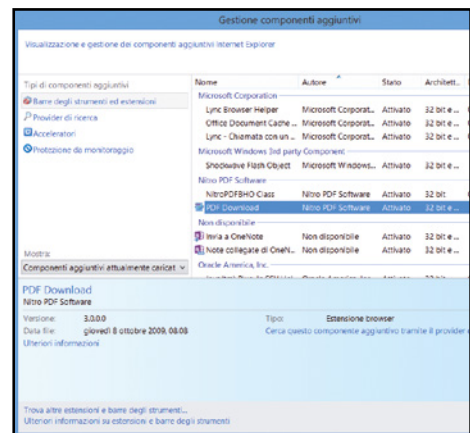 Gestione componenti aggiuntivi
Visualizzazione e gestione dei componenti aggiuntivi Internet Explorer
Tipi di componenti aggiuntivi
Barre degli strumenti ed estensioni
Provider di ricerca
Acceleratori
Protezione da monitoraggio
Mostra:
Componenti aggiuntivi attualmente caricat
Nome Autore Stato Architett..
Microsoft Corporation
Lync Browser Helper Microsoft Corporat... Attivato 32 bit e ...
Office Document Cache ... Microsoft Corporat... Attivato 32 bit e ...
Lync - Chiamata con un ... Microsoft Corporat... Attivato 32 bit e ...
Microsoft Windows 3rd party Component
Shockwave Flash Object Microsoft Windows... Attivato 32 bit e ...
Nitro PDF Software
NitroPDFBHO Class Nitro PDF Software Attivato 32 bit
PDF Download Nitro PDF Software Attivato 32 bit e ...
Non disponibile
Invia a OneNote Non disponibile Attivato 32 bit e ...
Note collegate di OneN... Non disponibile Attivato 32 bit e ...
Oracle America, Inc.
PDF Download
Nitro PDF Software
Versione: 3.0.0.0
Data file: giovedì 8 ottobre 2009, 08:08
Ulteriori informazioni
Tipo: Estensione browser
Cerca questo componente aggiuntivo tramite il provider
Trova altre estensioni e barre degli strumenti...
Ulteriori informazioni su estensioni e barre degli strumenti